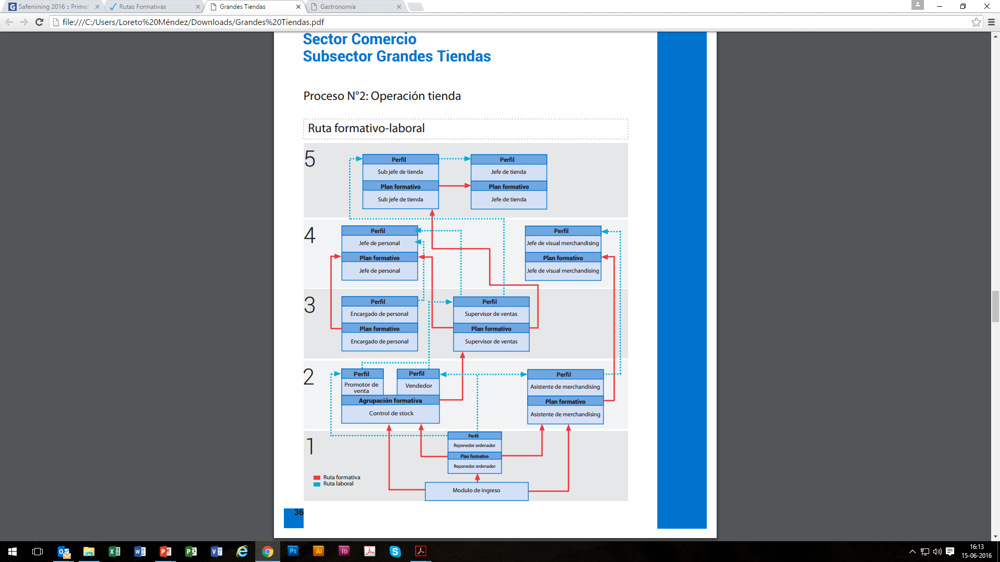 Safemining 2016 :: Primer
Rutas Formativas
Grandes Tiendas
Gastronomía
file:///C:/Users/Loreto%20Méndez/Downloads/Grandes%20Tiendas.pdf
Sector Comercio
Subsector Grandes Tiendas
Proceso N°2: Operación tienda
Ruta formativo-laboral
5
Perfil
Sub jefe de tienda
Plan formativo
Sub jefe de tienda
Perfil
Jefe de tienda
Plan formativo
Jefe de tienda
4
Perfil
Jefe de personal
Plan formativo
Jefe de personal
Perfil
Jefe de visual merchandising
Plan formativo
Jefe de visual merchandising
3
Perfil
Encargado de personal
Plan formativo
Encargado de personal
Perfil
Supervisor de ventas
Plan formativo
Supervisor de ventas
2
Perfil
Promotor de
venta
Perfil
Vendedor
Agrupación formativa
Control de stock
Perfil
Asistente de merchandising
Plan formativo
Asistente de merchandising
1
Perfil
Reponedor ordenador
Plan formativo
Reponedor ordenador
Modulo de ingreso
Ruta formativa
Ruta laboral
36
16:13
15-06-2016